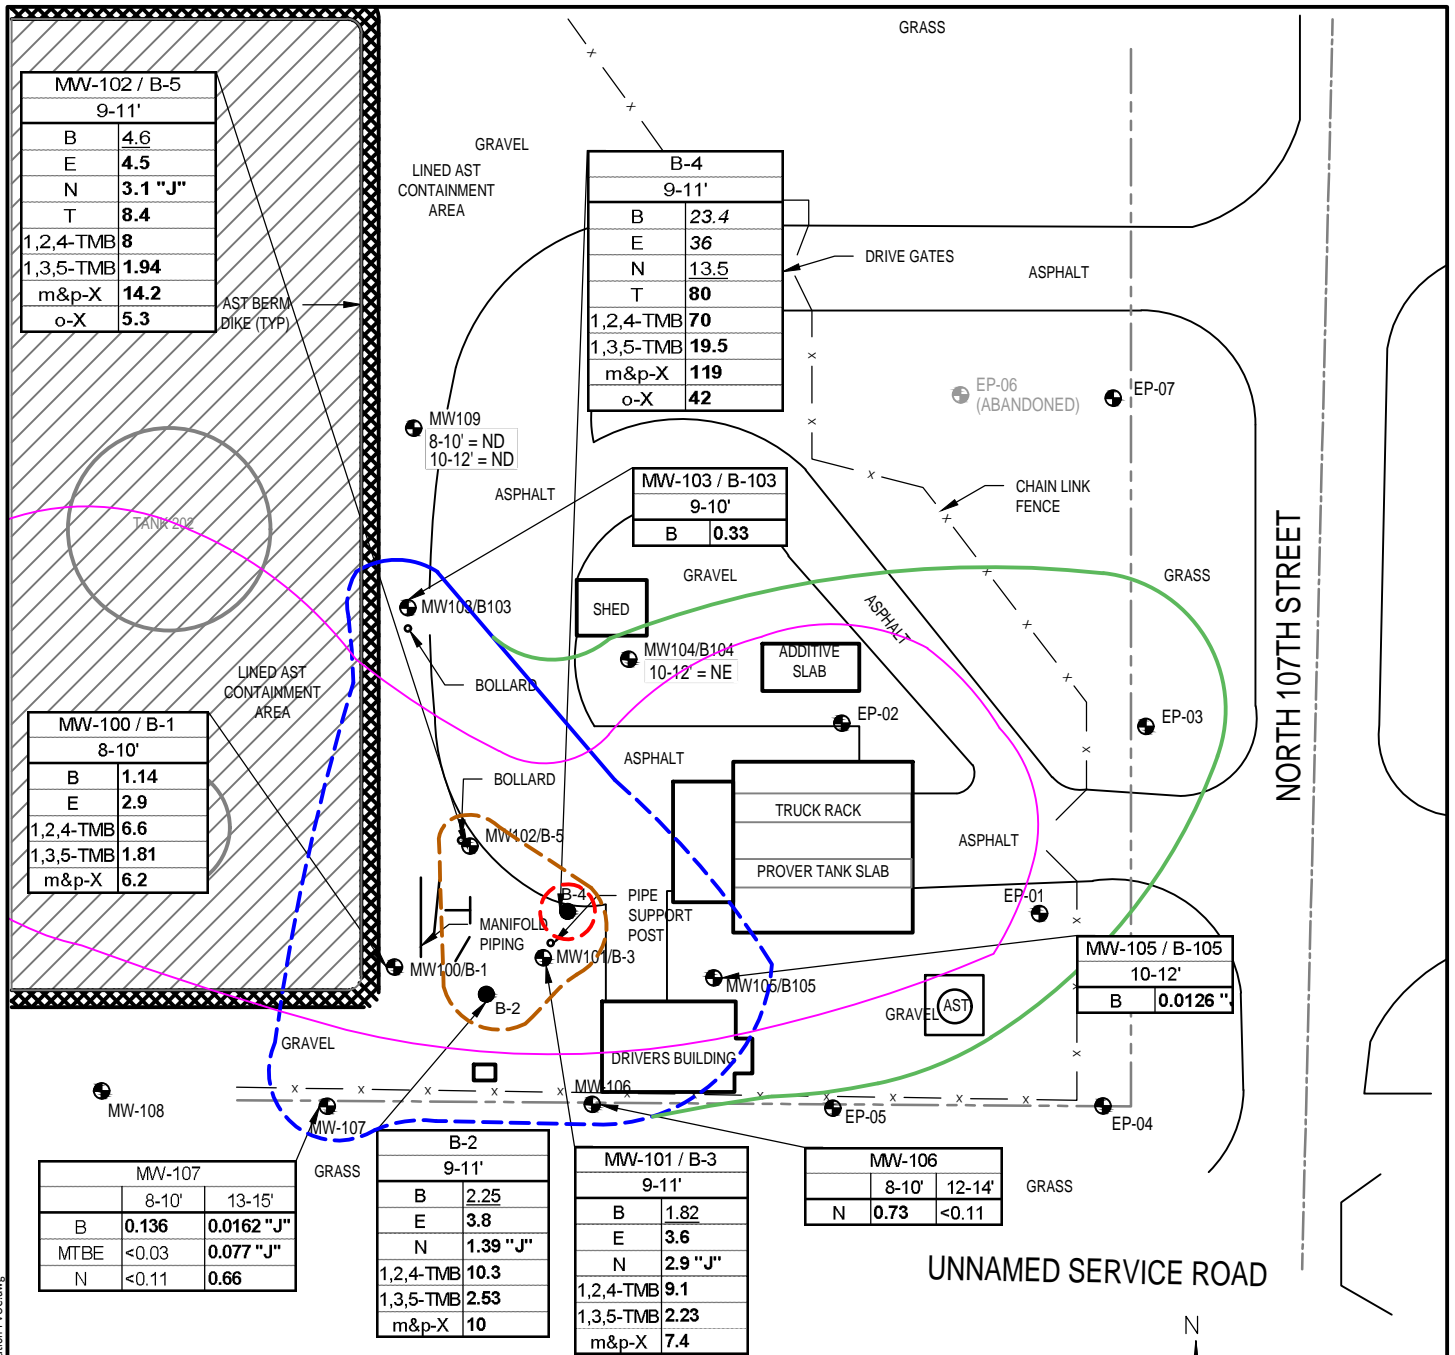 GRASS
MW-102 / B-5
9-11'
B 4.6
E 4.5
N 3.1 "J"
T 8.4
1,2,4-TMB 8
1,3,5-TMB 1.94
m&p-X 14.2
o-X 5.3
GRAVEL
LINED AST
CONTAINMENT
AREA
B-4
9-11'
B 23.4
E 36
N 13.5
T 80
1,2,4-TMB 70
1,3,5-TMB 19.5
m&p-X 119
o-X 42
DRIVE GATES
ASPHALT
AST BERM
DIKE (TYP)
EP-06
(ABANDONED)
EP-07
MW109
8-10' = ND
10-12' = ND
MW-103 / B-103
9-10'
B 0.33
ASPHALT
CHAIN LINK
FENCE
TANK 202
GRAVEL
GRASS
NORTH 107TH STREET
SHED
ASPHALT
MW103/B103
MW104/B104
10-12' = NE
ADDITIVE
SLAB
LINED AST
CONTAINMENT
AREA
BOLLARD
EP-02
EP-03
MW-100 / B-1
8-10'
B 1.14
E 2.9
1,2,4-TMB 6.6
1,3,5-TMB 1.81
m&p-X 6.2
ASPHALT
BOLLARD
TRUCK RACK
MW102/B-5
ASPHALT
PROVER TANK SLAB
B-4
PIPE
SUPPORT
POST
EP-01
MANIFOLD
PIPING
MW101/B-3
MW100/B-1
MW105/B105
MW-105 / B-105
10-12'
B 0.0126 "J
B-2
GRAVEL
AST
GRAVEL
DRIVERS BUILDING
MW-106
MW-108
MW-107
EP-05
EP-04
GRASS
MW-107
8-10' 13-15'
B 0.136 0.0162 "J"
MTBE <0.03 0.077 "J"
N <0.11 0.66
B-2
9-11'
B 2.25
E 3.8
N 1.39 "J"
1,2,4-TMB 10.3
1,3,5-TMB 2.53
m&p-X 10
MW-101 / B-3
9-11'
B 1.82
E 3.6
N 2.9 "J"
1,2,4-TMB 9.1
1,3,5-TMB 2.23
m&p-X 7.4
MW-106
8-10' 12-14'
N 0.73 <0.11
GRASS
UNNAMED SERVICE ROAD
N